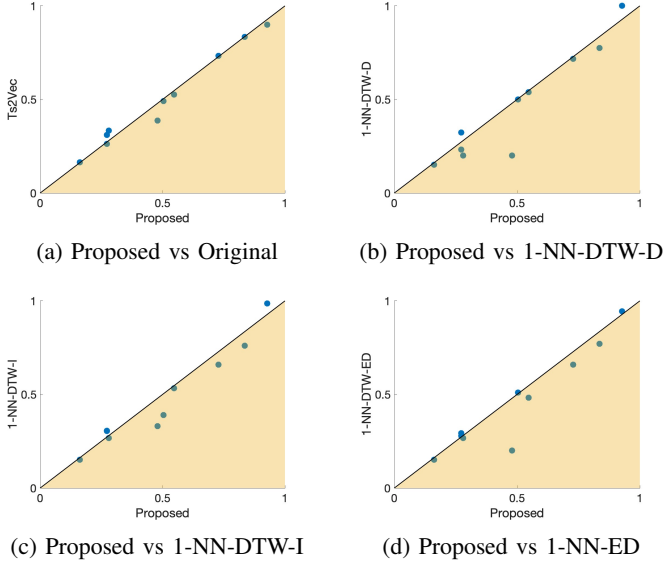 1
Ts2Vec
0.5
0
0
0.5
1
Proposed
(a) Proposed vs Original
1
1-NN-DTW-D
0.5
0
0
0.5
1
Proposed
(b) Proposed vs 1-NN-DTW-D
1
1-NN-DTW-I
0.5
0
0
0.5
1
Proposed
(c) Proposed vs 1-NN-DTW-I
1
1-NN-DTW-ED
0.5
0
0
0.5
1
Proposed
(d) Proposed vs 1-NN-ED